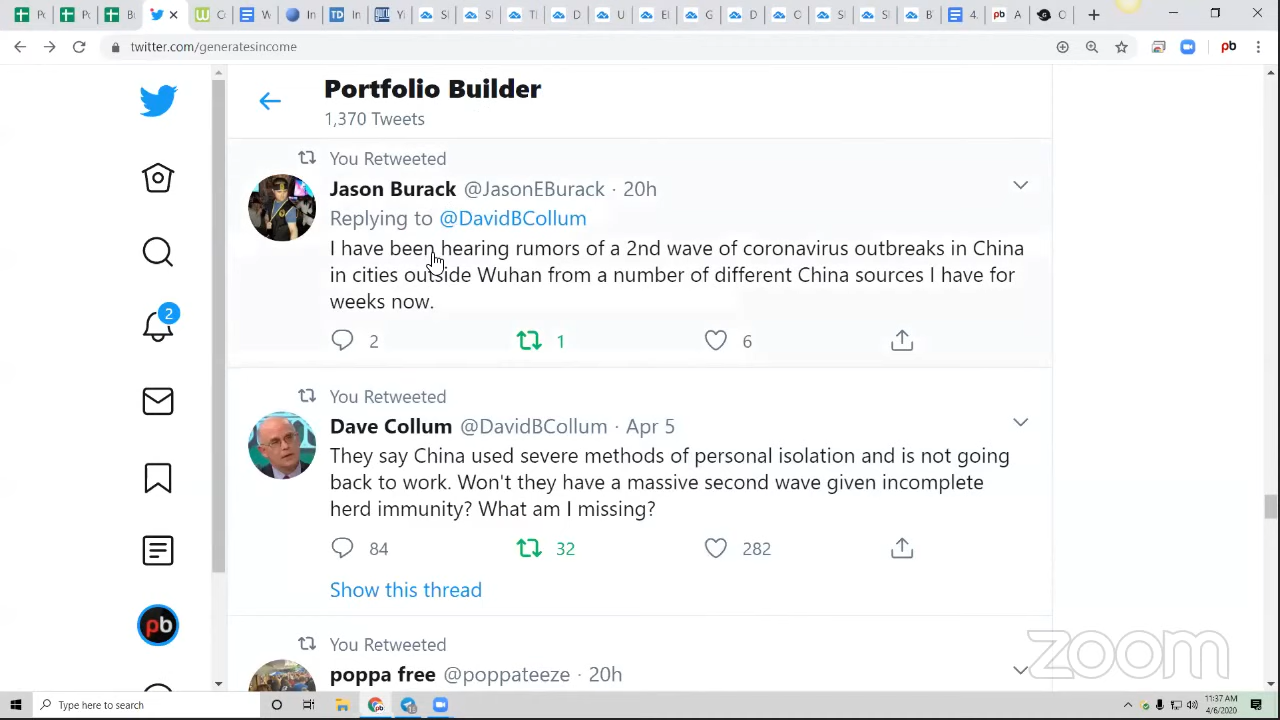 twitter.com/generatesincome
pb
Portfolio Builder
1,370 Tweets
You Retweeted
Jason Burack @JasonEBurack · 20h
Replying to @DavidBCollum
I have been hearing rumors of a 2nd wave of coronavirus outbreaks in China
in cities outside Wuhan from a number of different China sources I have for
weeks now.
2 1 6
2
You Retweeted
Dave Collum @DavidBCollum · Apr 5
They say China used severe methods of personal isolation and is not going
back to work. Won't they have a massive second wave given incomplete
herd immunity? What am I missing?
84 32 282
Show this thread
pb
You Retweeted
poppa free @poppateeze · 20h
zoom
Type here to search
11:37 AM
4/6/2020